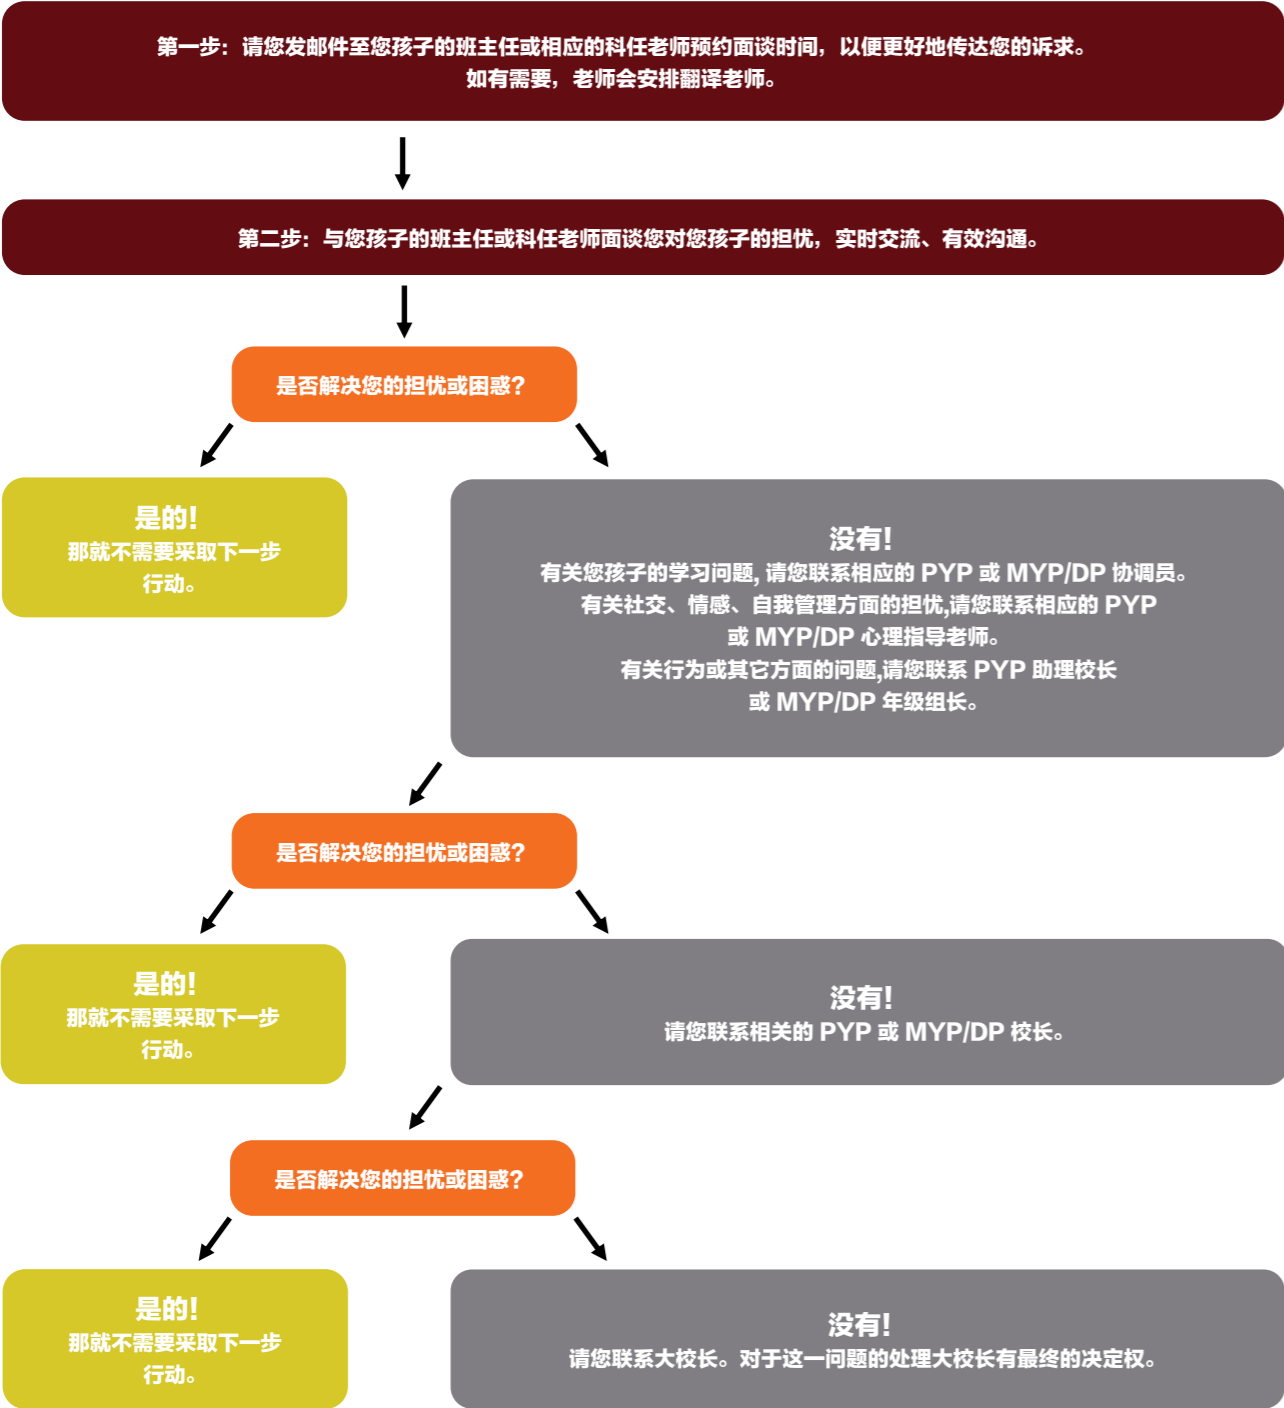 第一步：请您发邮件至您孩子的班主任或相应的科任老师预约面谈时间，以便更好地传达您的诉求。
如有需要，老师会安排翻译老师。
第二步：与您孩子的班主任或科任老师面谈您对您孩子的担忧，实时交流、有效沟通。
是否解决您的担忧或困惑?
是的!
那就不需要采取下一步
行动。
没有!
有关您孩子的学习问题, 请您联系相应的 PYP 或 MYP/DP 协调员。
有关社交、情感、自我管理方面的担忧,请您联系相应的 PYP
或 MYP/DP 心理指导老师。
有关行为或其它方面的问题,请您联系 PYP 助理校长
或 MYP/DP 年级组长。
是否解决您的担忧或困惑?
是的!
那就不需要采取下一步
行动。
没有!
请您联系相关的 PYP 或 MYP/DP 校长。
是否解决您的担忧或困惑?
是的!
那就不需要采取下一步
行动。
没有!
请您联系大校长。对于这一问题的处理大校长有最终的决定权。